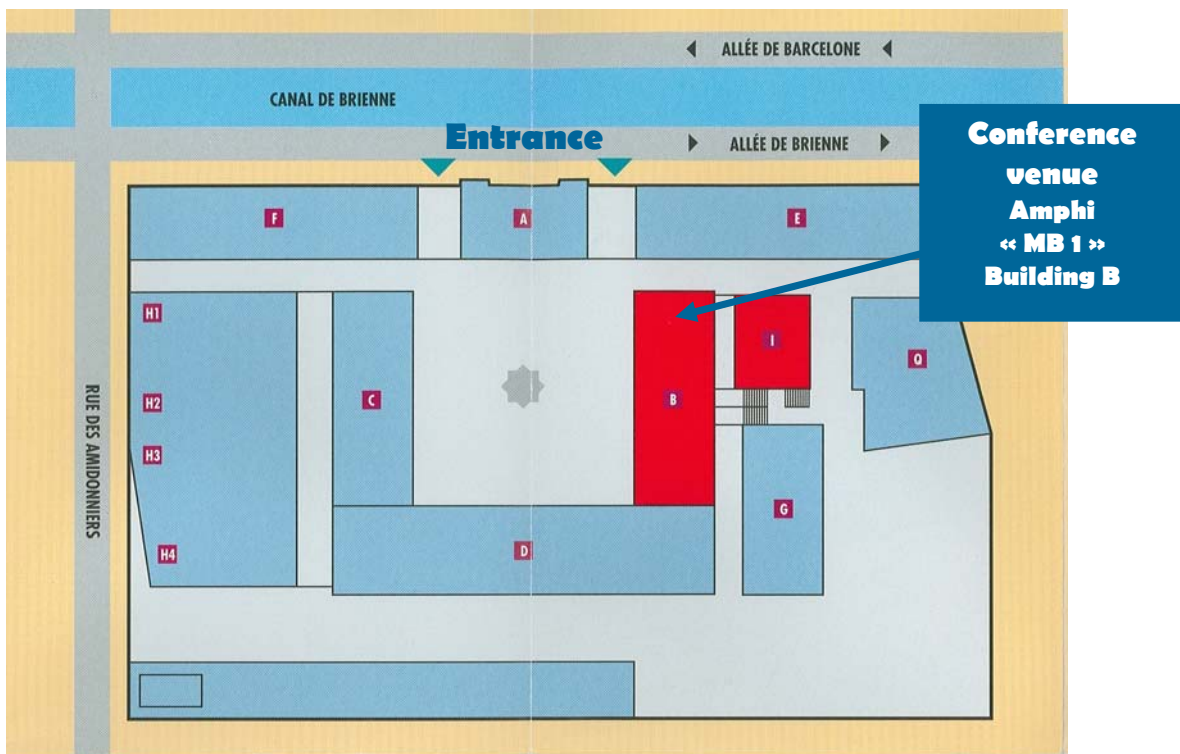 ◀ ALLÉE DE BARCELONE ◀
CANAL DE BRIENNE
Entrance
▶ ALLÉE DE BRIENNE ▶
Conference
venue
Amphi
« MB 1 »
Building B
F
A
E
H1
I
Q
H2
C
B
H3
RUE DES AMIDONNIERS
G
H4
D